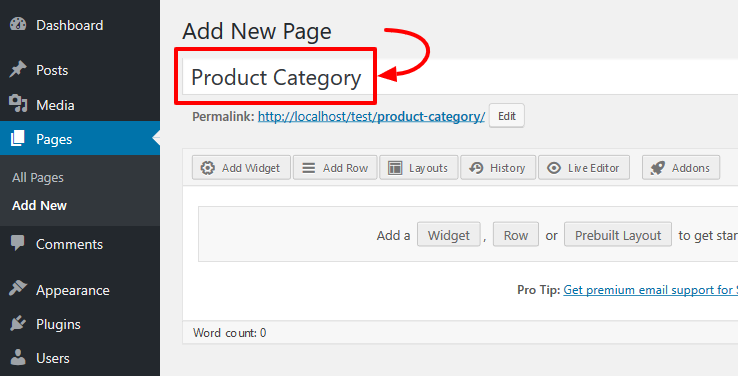 Dashboard
Posts
Media
Pages
All Pages
Add New
Comments
Appearance
Plugins
Users
Add New Page
Product Category
Permalink: http://localhost/test/product-category/ Edit
Add Widget Add Row Layouts History Live Editor Addons
Add a Widget , Row or Prebuilt Layout to get star
Pro Tip: Get premium email support for S
Word count: 0